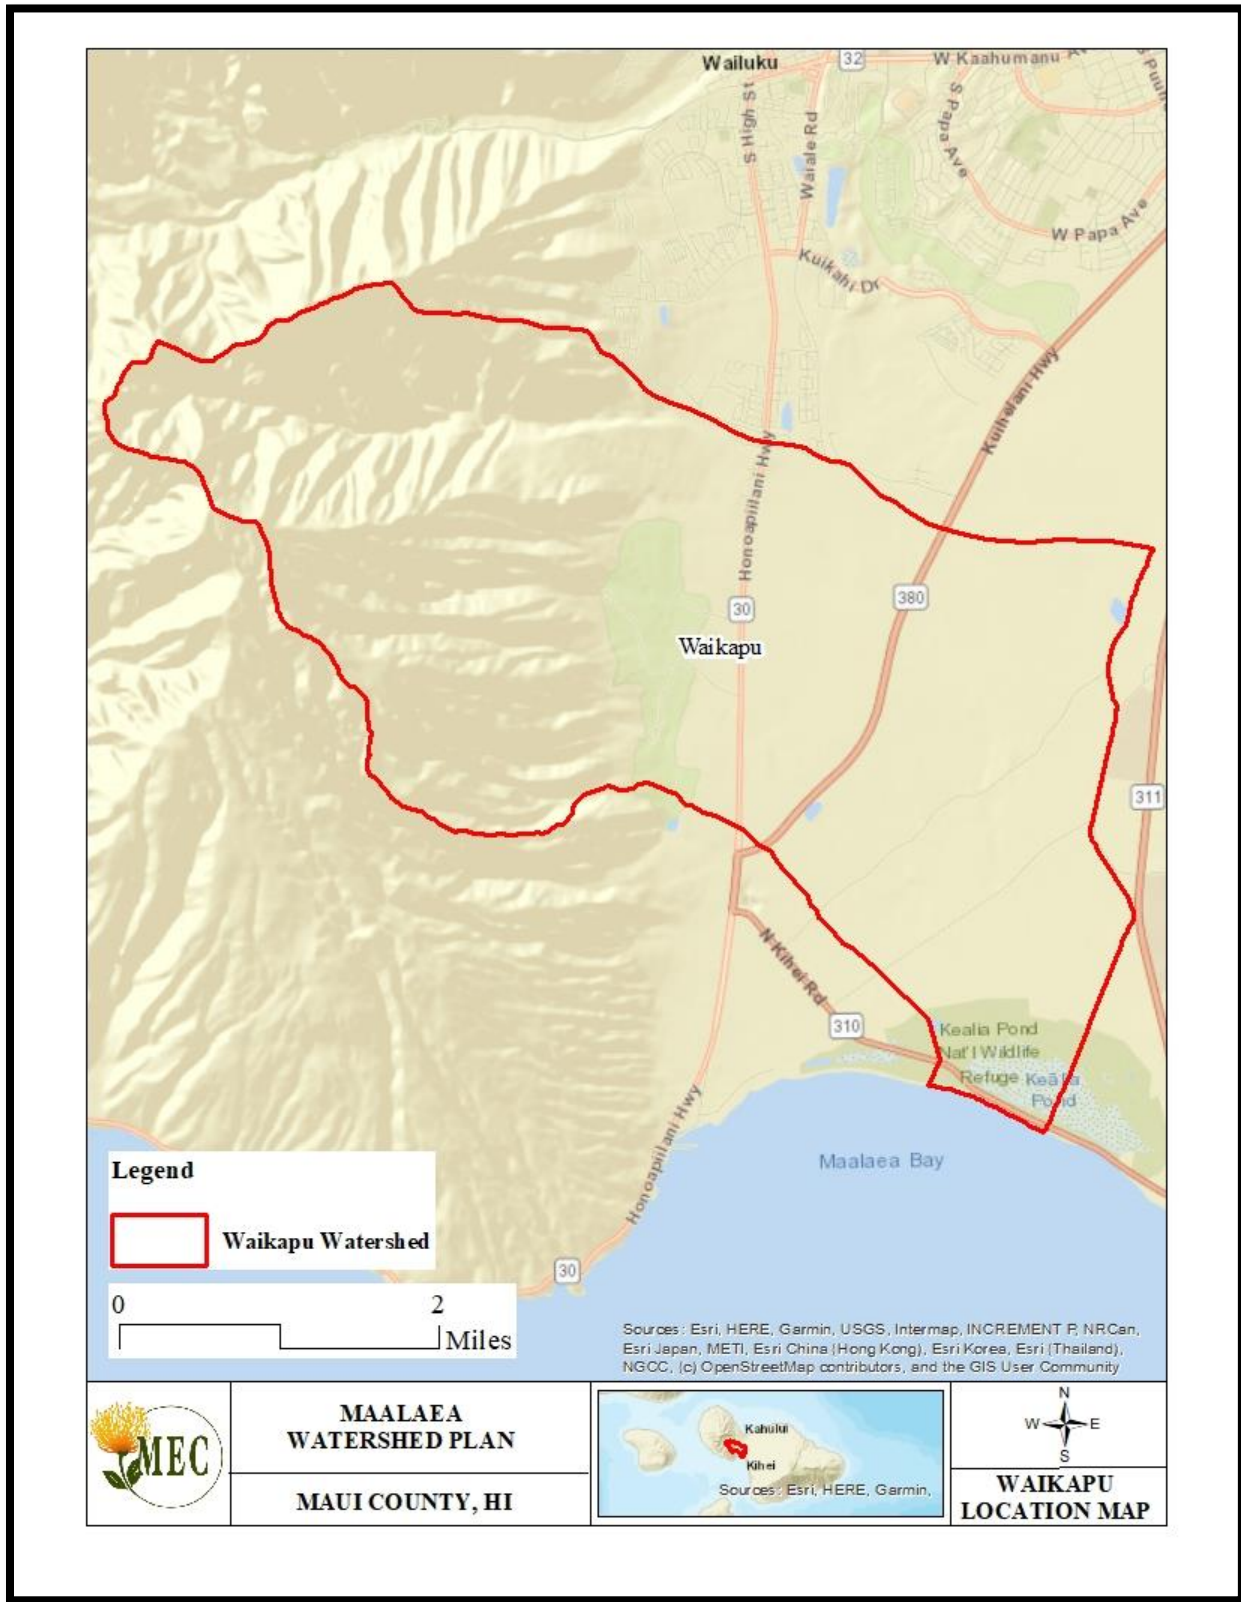 Wailuku
32
W Kaahumanu
S Puun
S High St
Waiale Rd
S Papa Ave
W Papa Ave
Kuikahi Dr
Kuihelani Hwy
Honoapiilani Hwy
380
30
Waikapu
311
N Kihei Rd
310
Kealia Pond
Nat'l Wildlife
Refuge
Keālia
Pond
Maalaea Bay
Honoapiilani Hwy
30
Legend
Waikapu Watershed
0 2
Miles
Sources: Esri, HERE, Garmin, USGS, Intermap, INCREMENT P, NRCan,
Esri Japan, METI, Esri China (Hong Kong), Esri Korea, Esri (Thailand),
NGCC, (c) OpenStreetMap contributors, and the GIS User Community
MEC
MAALAEA
WATERSHED PLAN
MAUI COUNTY, HI
Kahului
Kihei
Sources: Esri, HERE, Garmin,
N
W E
S
WAIKAPU
LOCATION MAP